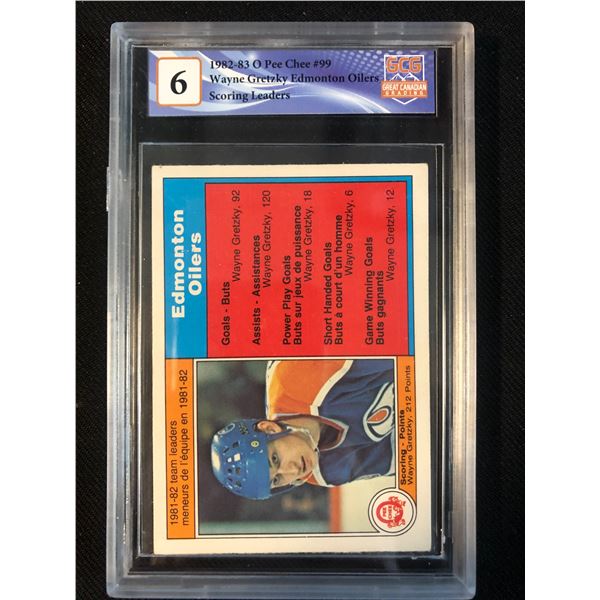 6
1982-83 O Pee Chee #99
Wayne Gretzky Edmonton Oilers
Scoring Leaders
GCG
GREAT CANADIAN
GRADING
1981-82 team leaders
meneurs de l'équipe en 1981-82
Edmonton
Oilers
Goals - Buts
Wayne Gretzky, 92
Assists - Assistances
Wayne Gretzky, 120
Power Play Goals
Buts sur jeux de puissance
Wayne Gretzky, 18
Short Handed Goals
Buts à court d'un homme
Wayne Gretzky, 6
Game Winning Goals
Buts gagnants
Wayne Gretzky, 12
Scoring - Points
Wayne Gretzky, 212 Points